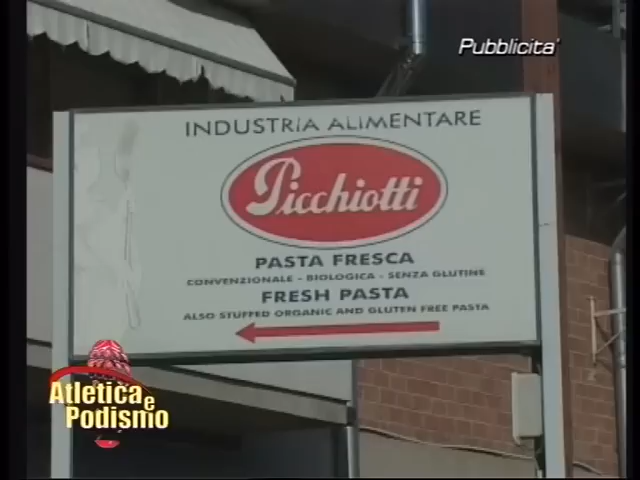 Pubblicita'
INDUSTRIA ALIMENTARE
Picchiotti
PASTA FRESCA
CONVENZIONALE - BIOLOGICA - SENZA GLUTINE
FRESH PASTA
ALSO STUFFED ORGANIC AND GLUTEN FREE PASTA
Atletica e
Podismo